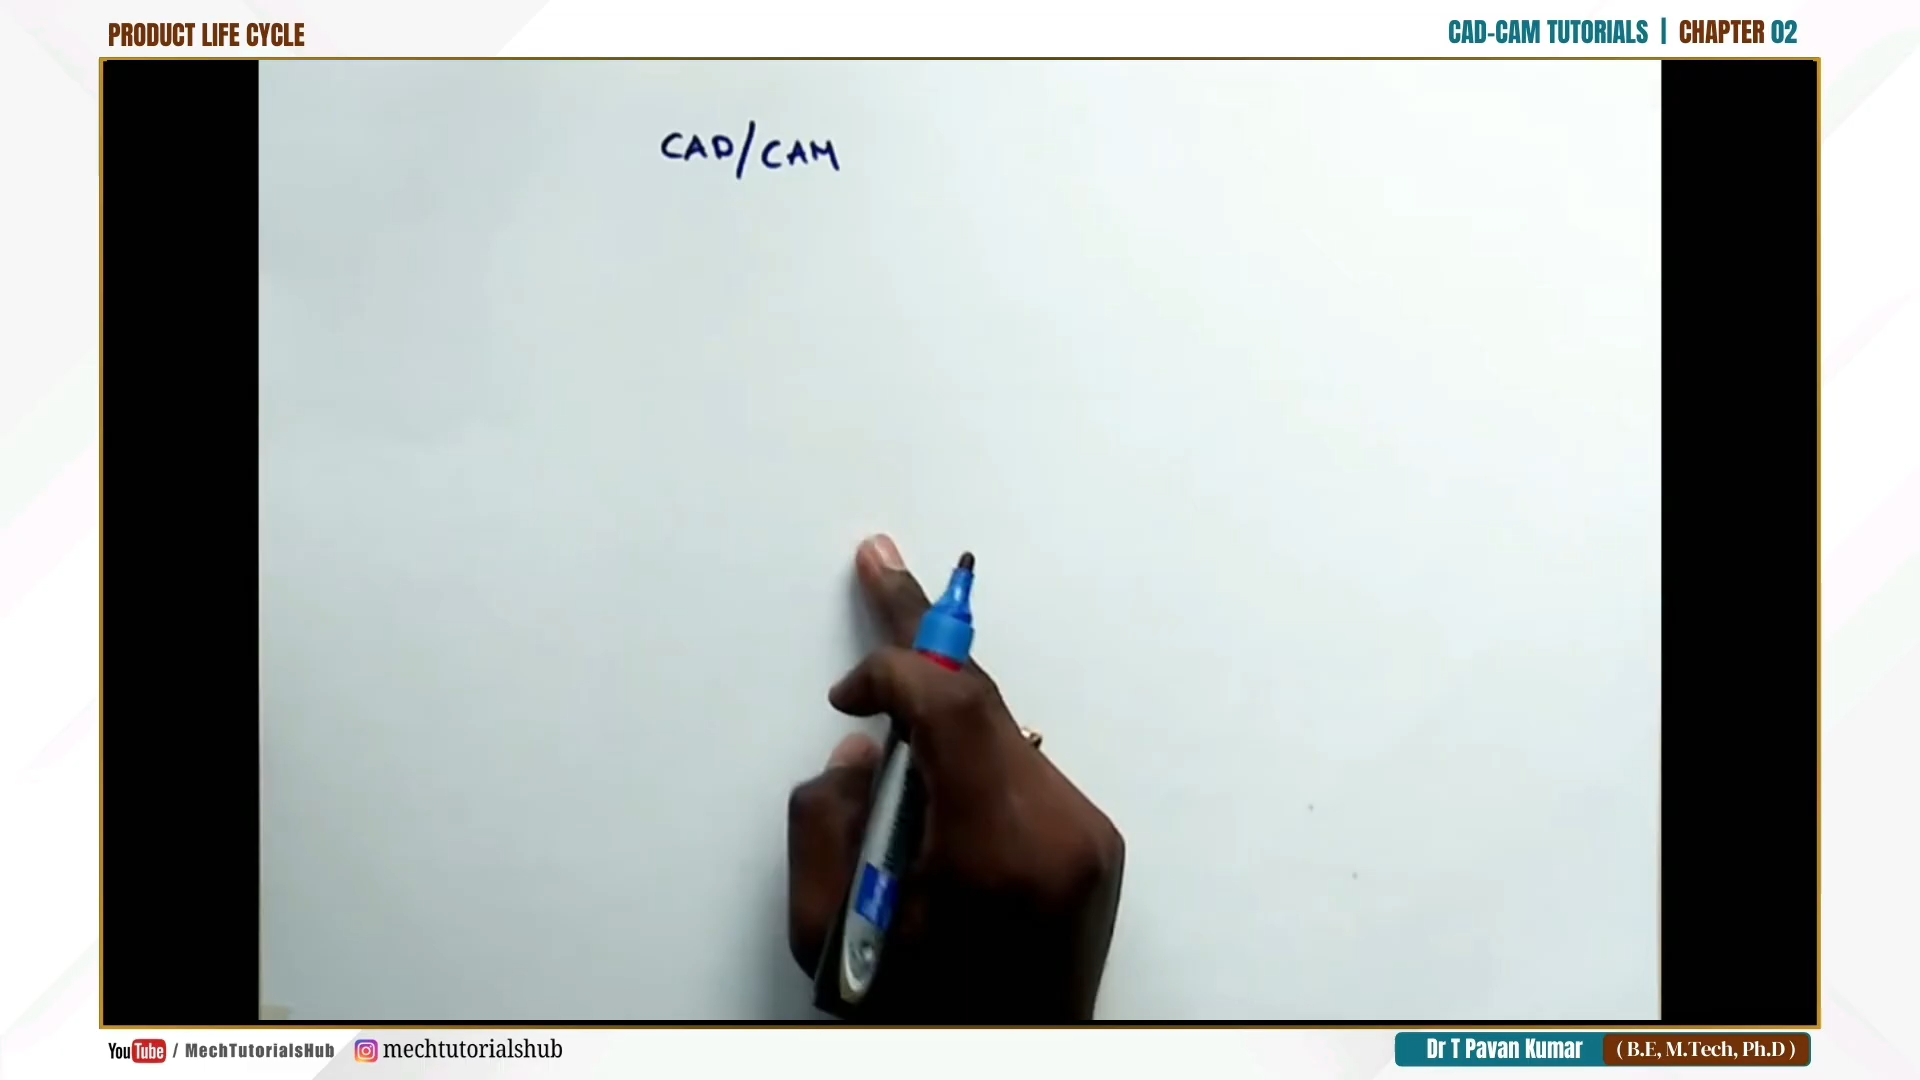 PRODUCT LIFE CYCLE
CAD-CAM TUTORIALS | CHAPTER 02
CAD/CAM
YouTube / MechTutorialsHub
mechtutorialshub
Dr T Pavan Kumar
( B.E, M.Tech, Ph.D )